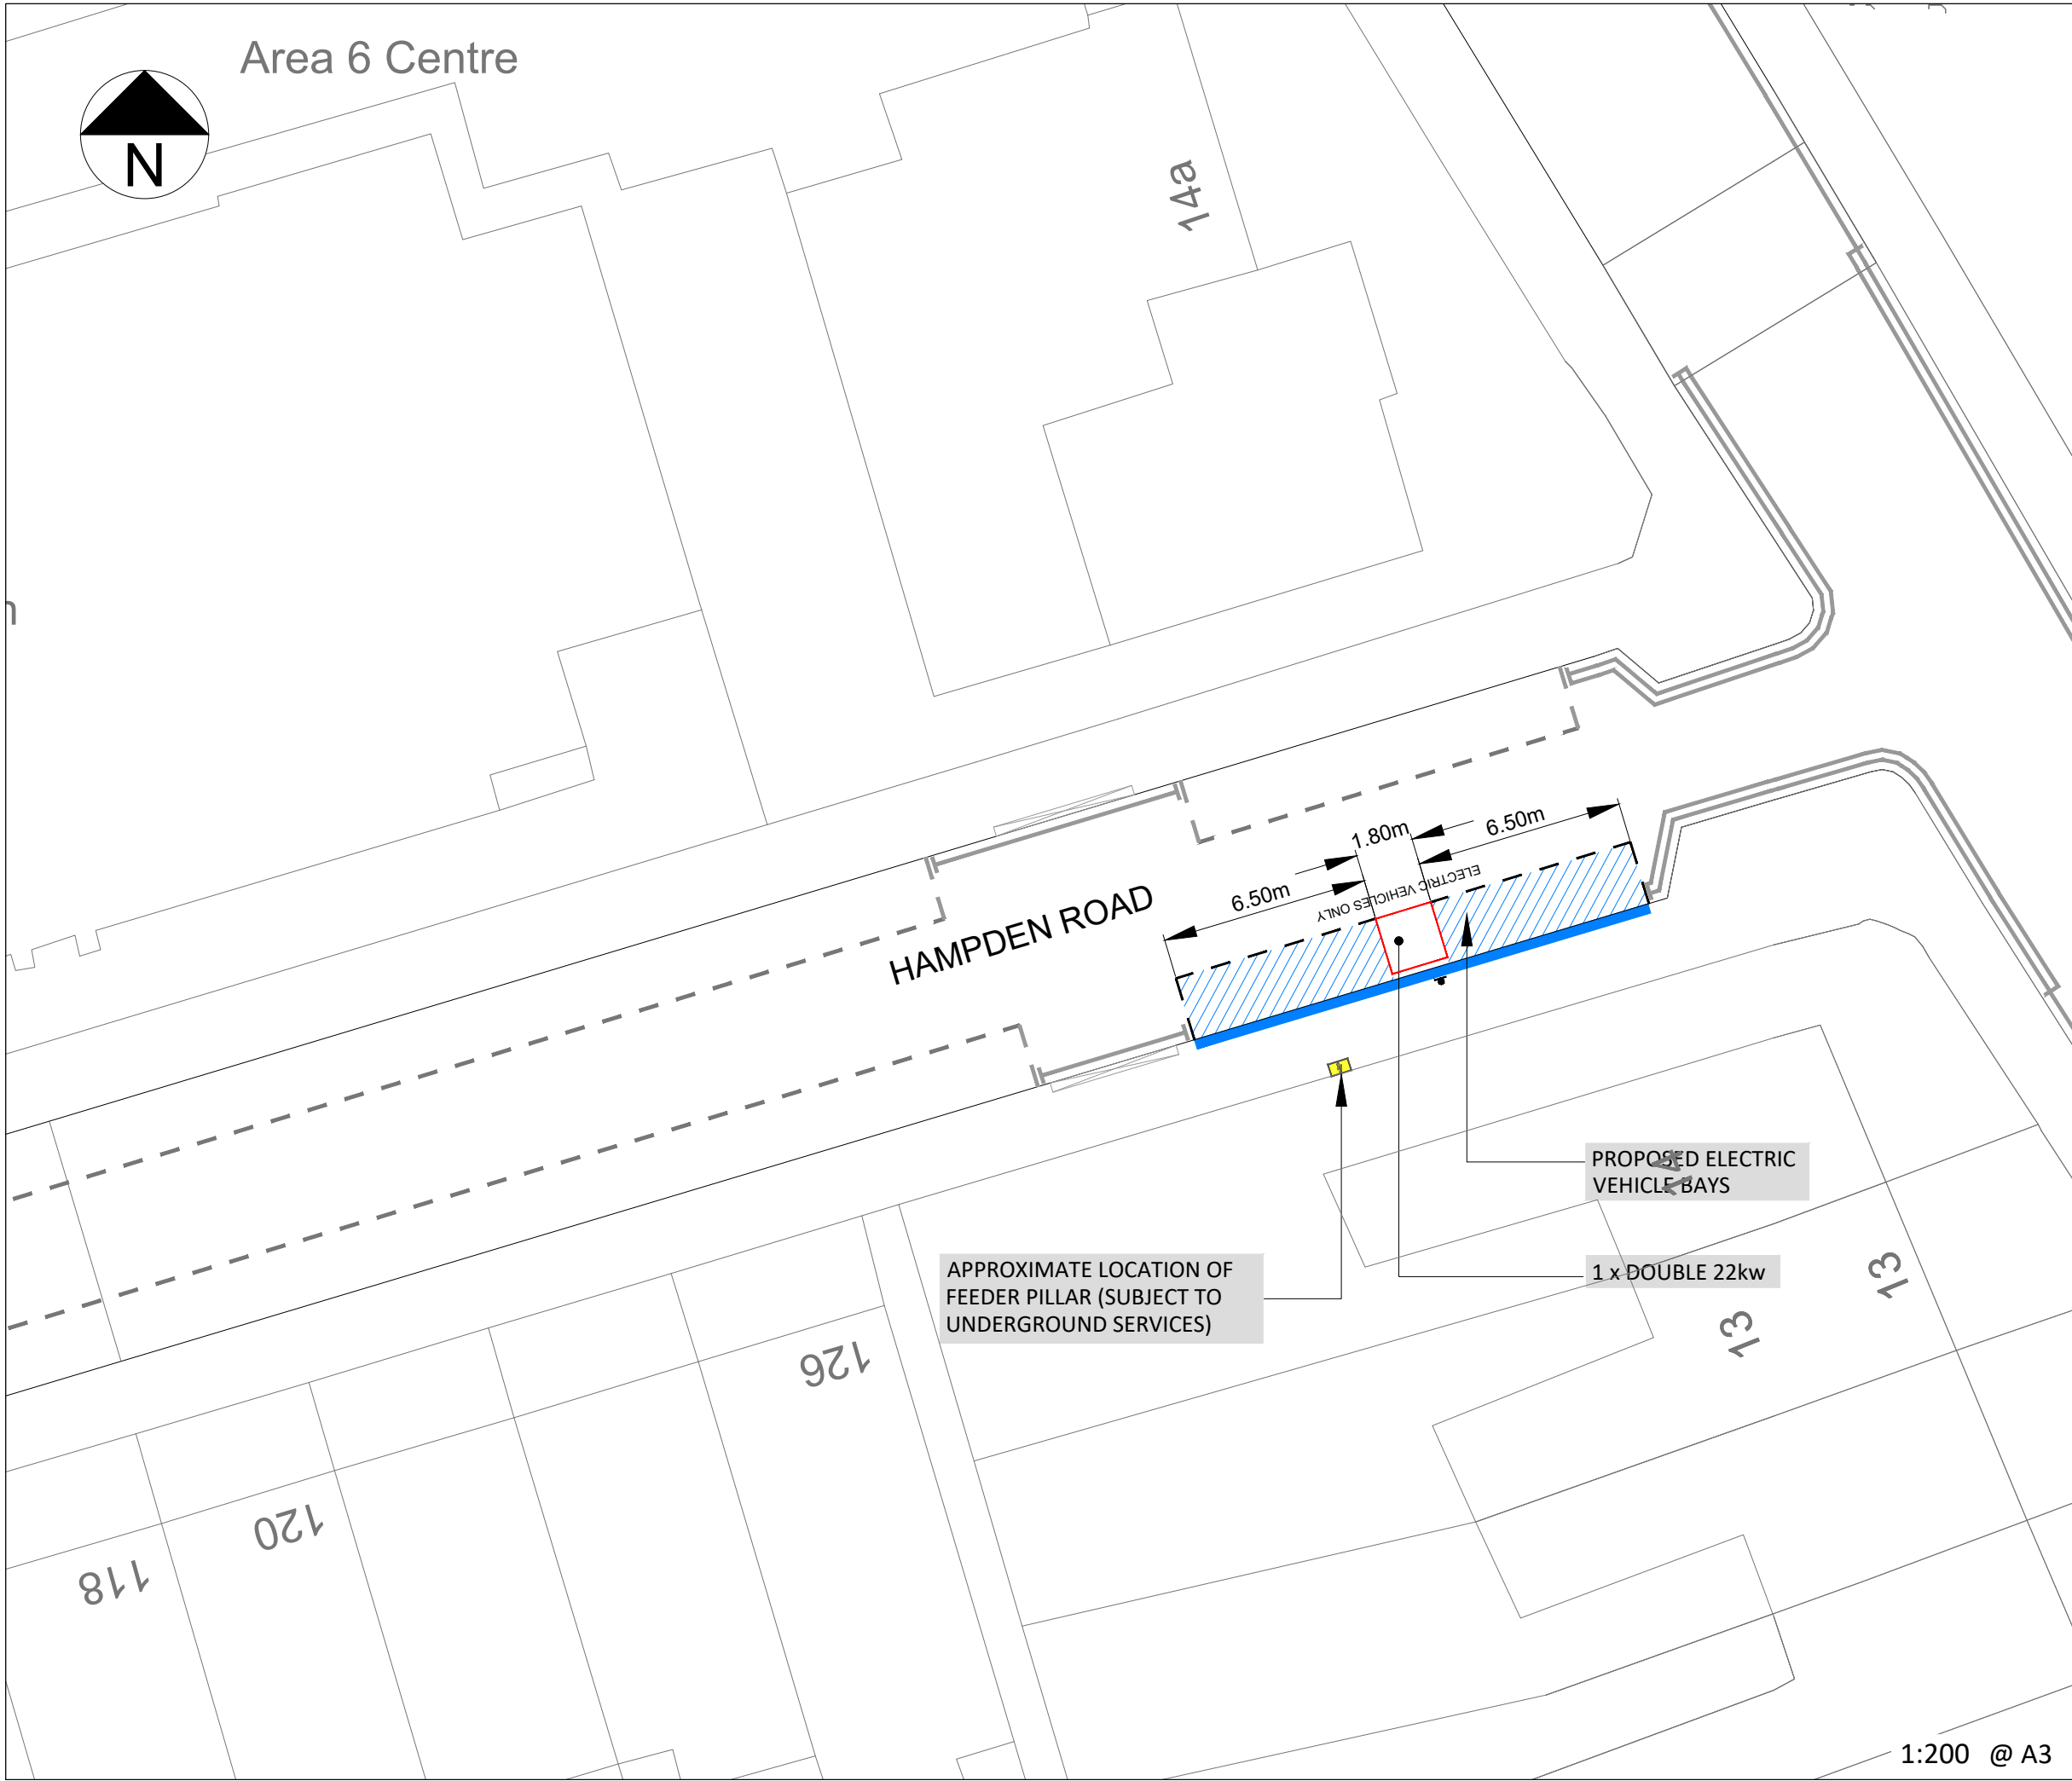 Area 6 Centre
N
14a
1.80m
6.50m
6.50m
ELECTRIC VEHICLES ONLY
HAMPDEN ROAD
PROPOSED ELECTRIC
VEHICLE BAYS
14
APPROXIMATE LOCATION OF
FEEDER PILLAR (SUBJECT TO
UNDERGROUND SERVICES)
1 x DOUBLE 22kw
13
13
126
120
118
1:200 @ A3